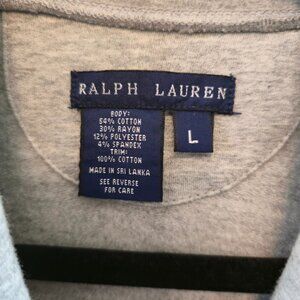 RALPH LAUREN
BODY:
54% COTTON
30% RAYON
12% POLYESTER
4% SPANDEX
TRIM:
100% COTTON
MADE IN SRI LANKA
SEE REVERSE
FOR CARE
L